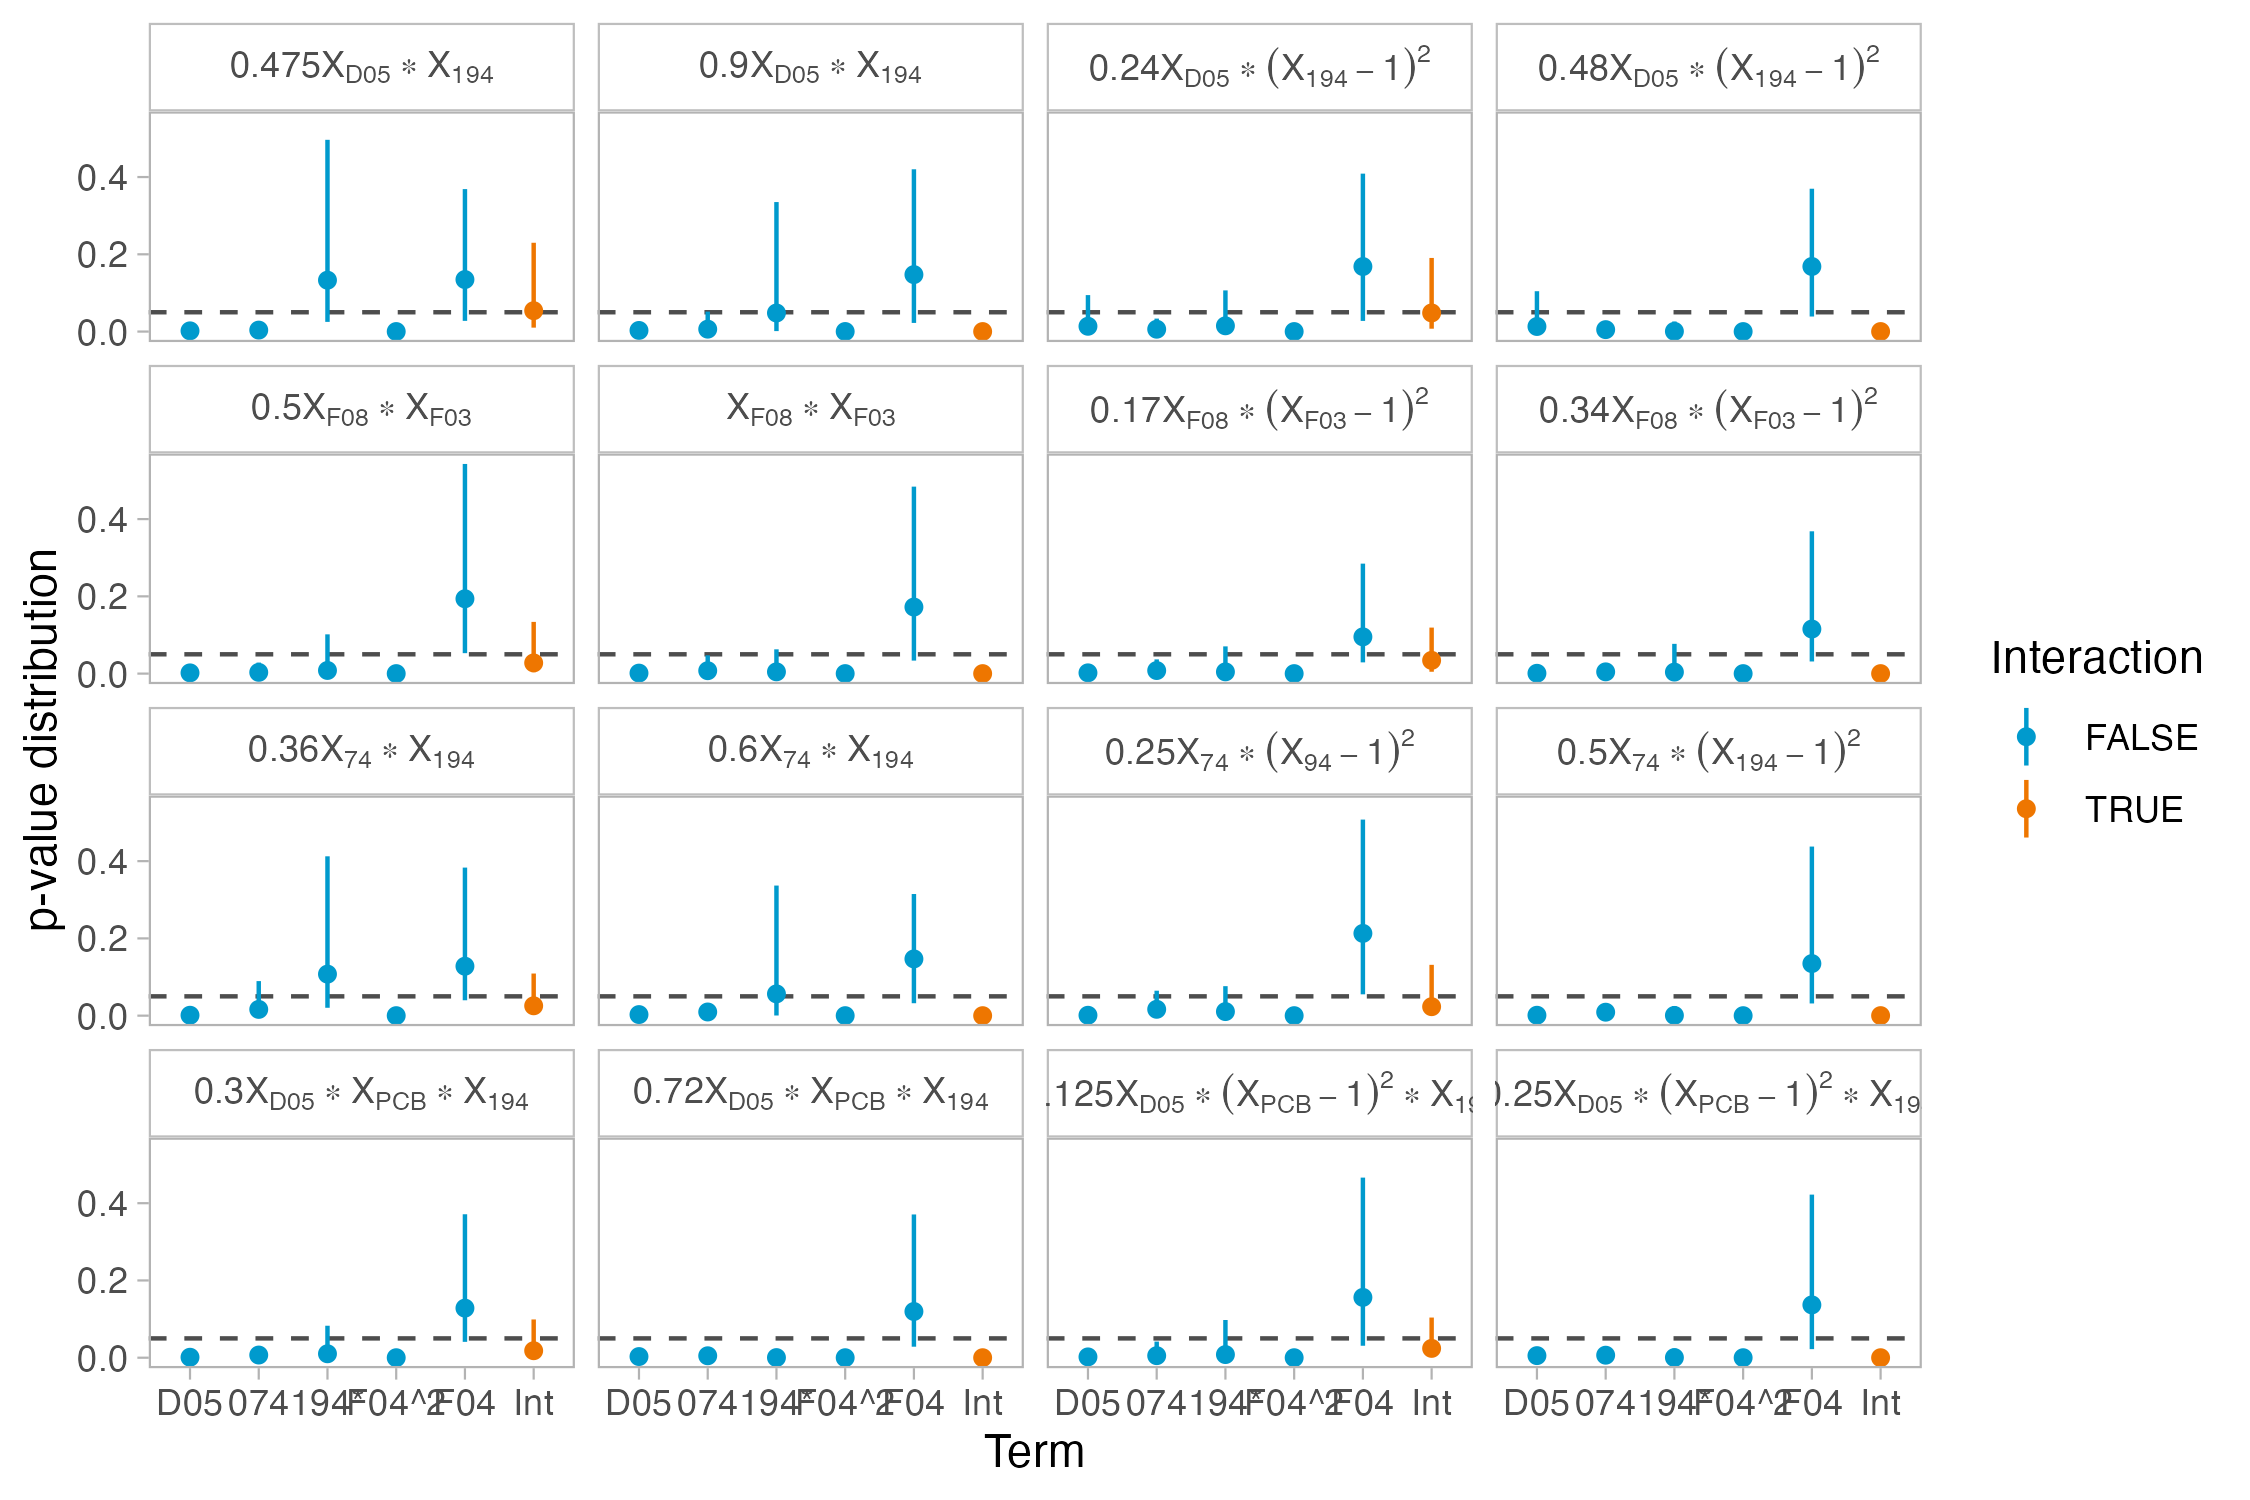 0.475X_D05 * X_194
0.9X_D05 * X_194
0.24X_D05 * (X_194 − 1)^2
0.48X_D05 * (X_194 − 1)^2
0.4
0.2
0.0
0.5X_F08 * X_F03
X_F08 * X_F03
0.17X_F08 * (X_F03 − 1)^2
0.34X_F08 * (X_F03 − 1)^2
0.4
0.2
0.0
0.36X_74 * X_194
0.6X_74 * X_194
0.25X_74 * (X_94 − 1)^2
0.5X_74 * (X_194 − 1)^2
0.4
0.2
0.0
0.3X_D05 * X_PCB * X_194
0.72X_D05 * X_PCB * X_194
.125X_D05 * (X_PCB − 1)^2 * X_19
0.25X_D05 * (X_PCB − 1)^2 * X_19
0.4
0.2
0.0
D05 074 194* F04^2 F04 Int
D05 074 194* F04^2 F04 Int
D05 074 194* F04^2 F04 Int
D05 074 194* F04^2 F04 Int
Term
p-value distribution
Interaction
FALSE
TRUE